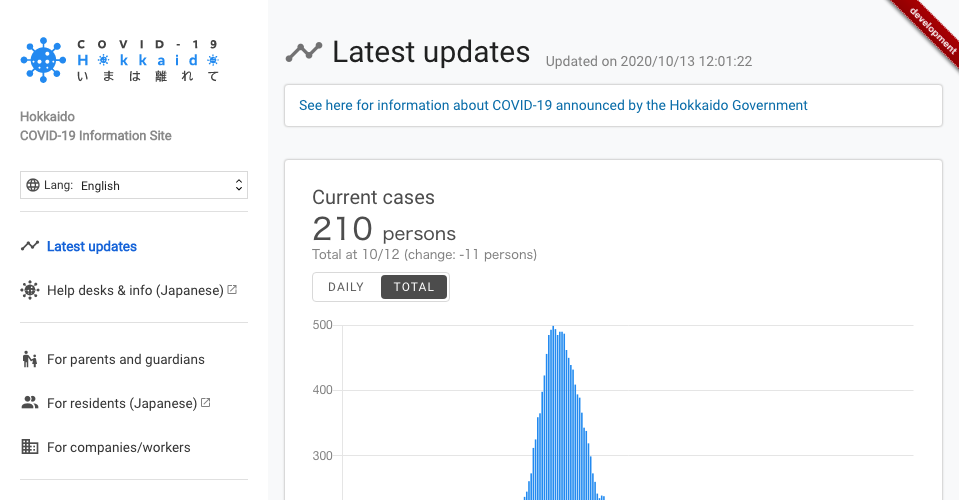 COVID-19
Hokkaido
いまは離れて
Hokkaido
COVID-19 Information Site
Lang: English
Latest updates
Help desks & info (Japanese)
For parents and guardians
For residents (Japanese)
For companies/workers
development
Latest updates Updated on 2020/10/13 12:01:22
See here for information about COVID-19 announced by the Hokkaido Government
Current cases
210 persons
Total at 10/12 (change: -11 persons)
DAILY TOTAL
500
400
300